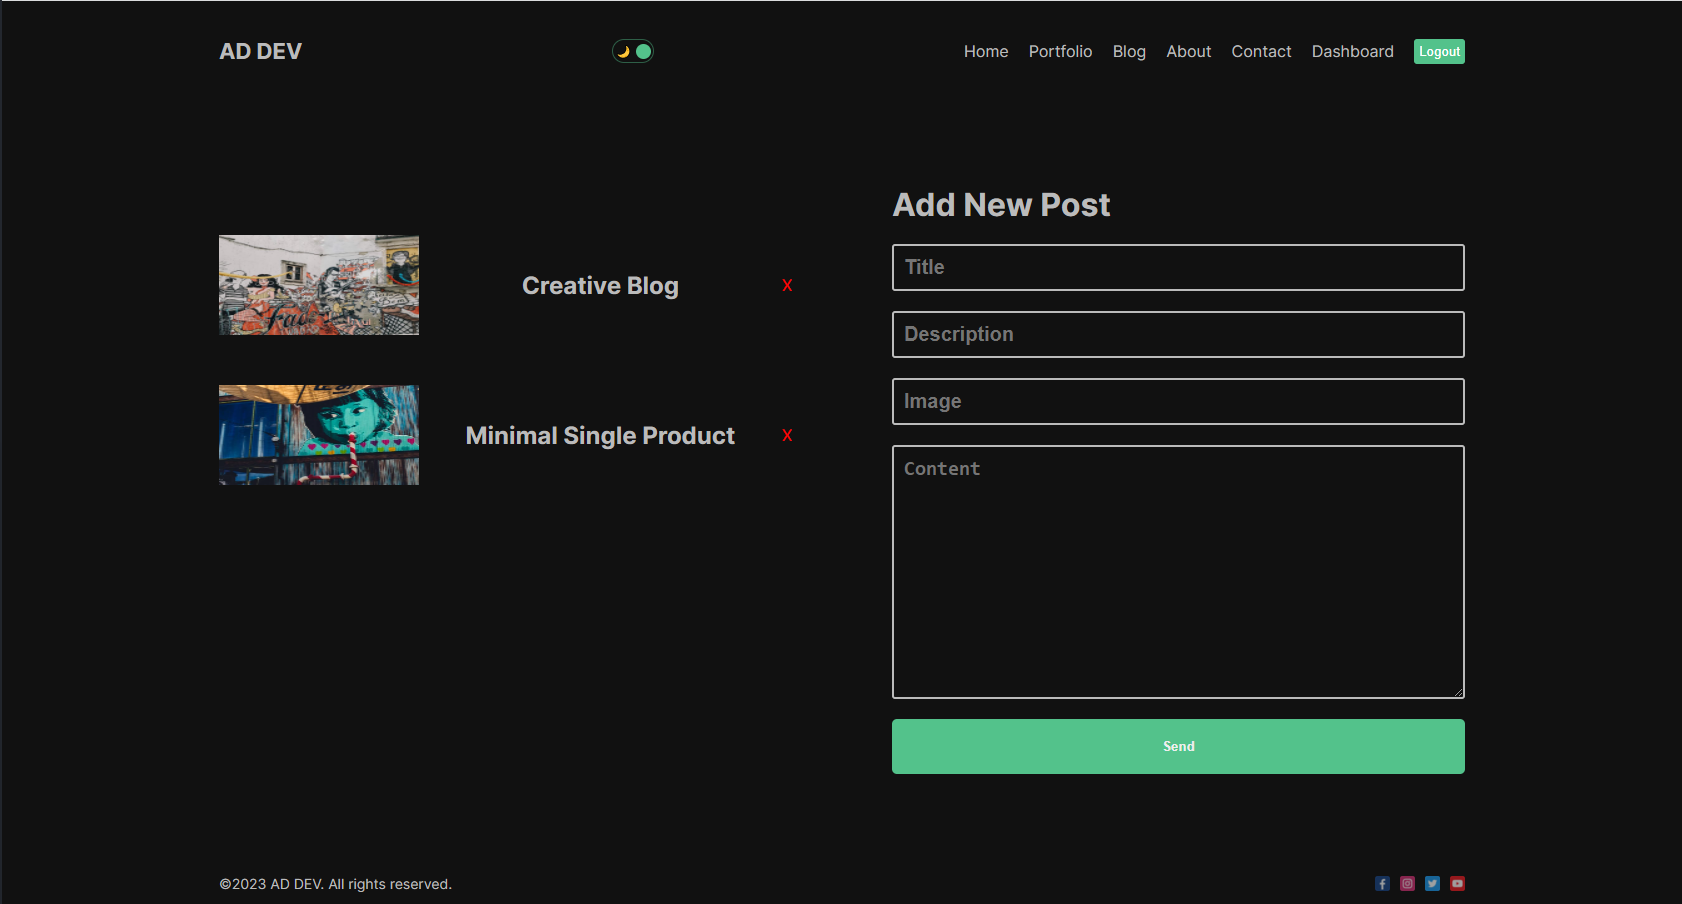 AD DEV
Home Portfolio Blog About Contact Dashboard Logout
Add New Post
Title
Creative Blog X
Description
Image
Minimal Single Product X
Content
Send
©2023 AD DEV. All rights reserved.